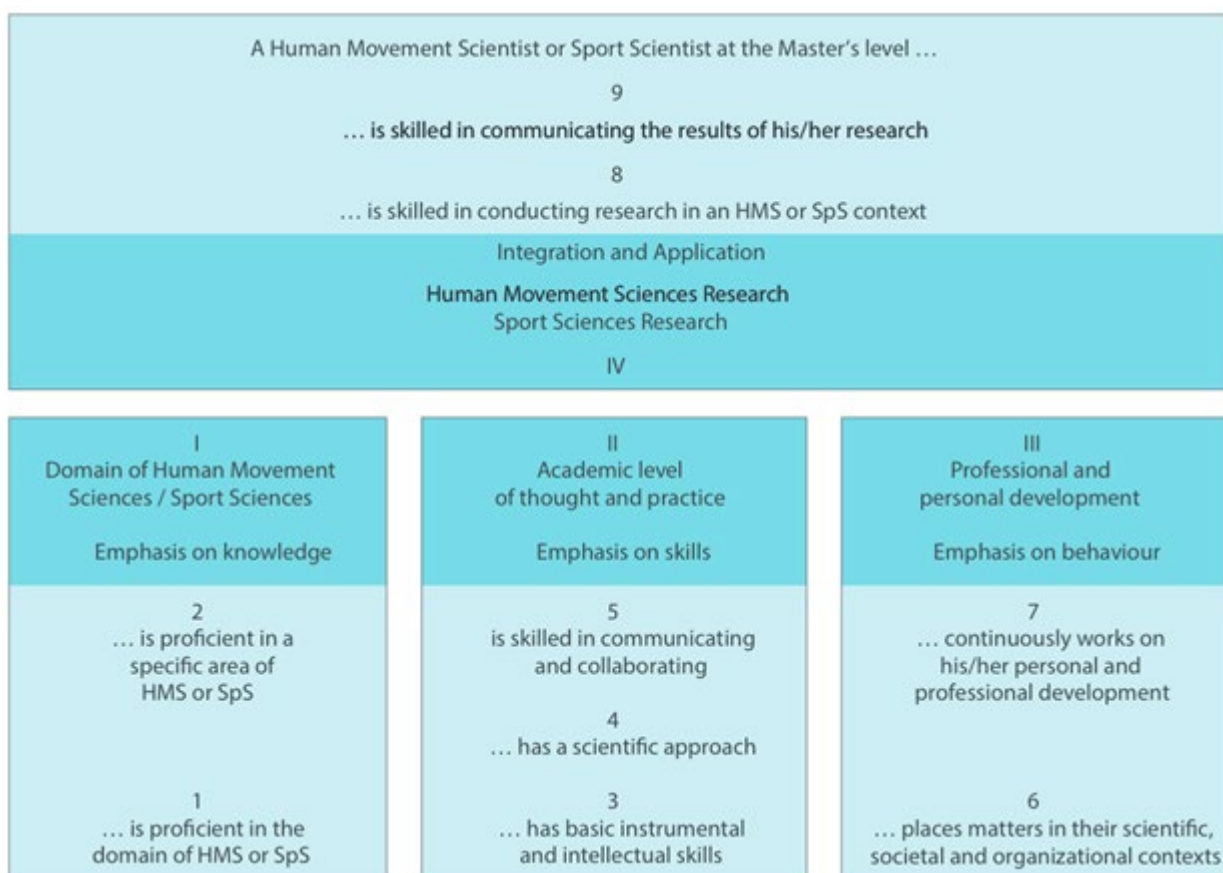 A Human Movement Scientist or Sport Scientist at the Master's level …
9
… is skilled in communicating the results of his/her research
8
… is skilled in conducting research in an HMS or SpS context
Integration and Application
Human Movement Sciences Research
Sport Sciences Research
IV
I
Domain of Human Movement
Sciences / Sport Sciences
Emphasis on knowledge
2
… is proficient in a
specific area of
HMS or SpS
1
… is proficient in the
domain of HMS or SpS
II
Academic level
of thought and practice
Emphasis on skills
5
is skilled in communicating
and collaborating
4
… has a scientific approach
3
… has basic instrumental
and intellectual skills
III
Professional and
personal development
Emphasis on behaviour
7
… continuously works on
his/her personal and
professional development
6
… places matters in their scientific,
societal and organizational contexts